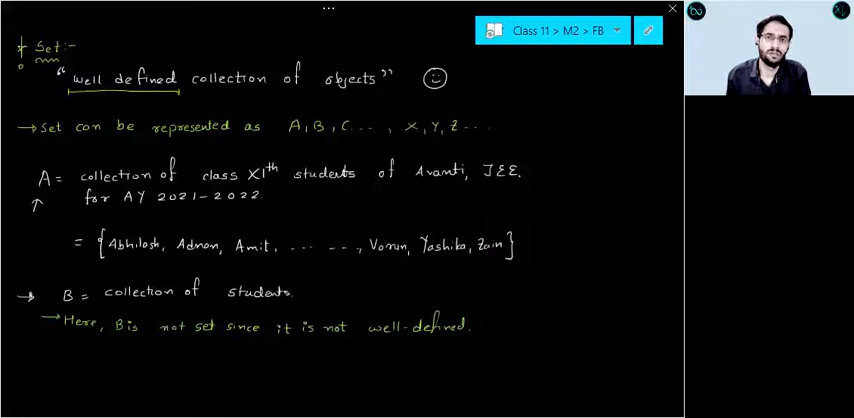 Class 11 > M2 > FB
* Set:-
"well defined collection of objects"
→ Set can be represented as A, B, C...., X, Y, Z...
A = collection of class XIth students of Avanti, JEE.
for AY 2021-2022.
= {Abhilash, Adnan, Amit, ... ..., Varun, Yashika, Zain}
→ B = collection of students.
→ Here, B is not set since it is not well-defined.